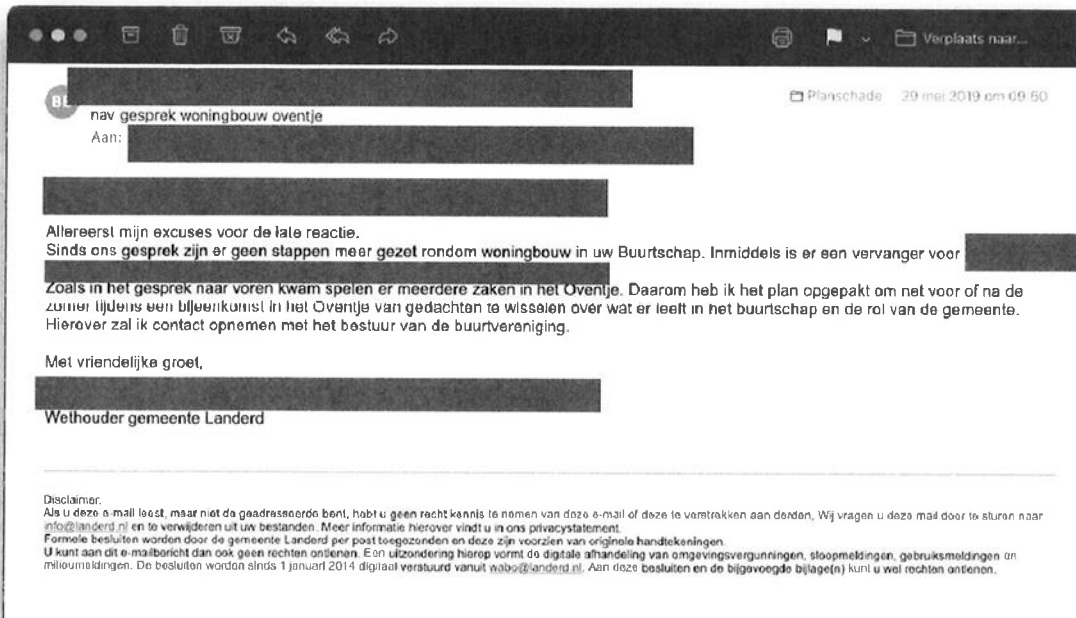 Verplaats naar...
BE
Planschade 29 mei 2019 om 09:50
nav gesprek woningbouw oventje
Aan:
Allereerst mijn excuses voor de late reactie.
Sinds ons gesprek zijn er geen stappen meer gezet rondom woningbouw in uw Buurtschap. Inmiddels is er een vervanger voor
Zoals in het gesprek naar voren kwam spelen er meerdere zaken in het Oventje. Daarom heb ik het plan opgepakt om net voor of na de
zomer tijdens een bijeenkomst in het Oventje van gedachten te wisselen over wat er leeft in het buurtschap en de rol van de gemeente.
Hierover zal ik contact opnemen met het bestuur van de buurtvereniging.
Met vriendelijke groet,
Wethouder gemeente Landerd
Disclaimer.
Als u deze e-mail leest, maar niet de geadresseerde bent, hebt u geen recht kennis te nemen van deze e-mail of deze te verstrekken aan derden, Wij vragen u deze mail door te sturen naar
info@landerd.nl en te verwijderen uit uw bestanden. Meer informatie hierover vindt u in ons privacystatement.
Formele besluiten worden door de gemeente Landerd per post toegezonden en deze zijn voorzien van originele handtekeningen.
U kunt aan dit e-mailbericht dan ook geen rechten ontlenen. Een uitzondering hierop vormt de digitale afhandeling van omgevingsvergunningen, sloopmeldingen, gebruiksmeldingen en
milieumeldingen. De besluiten worden sinds 1 januari 2014 digitaal verstuurd vanuit wabo@landerd.nl. Aan deze besluiten en de bijgevoegde bijlage(n) kunt u wel rechten ontlenen.